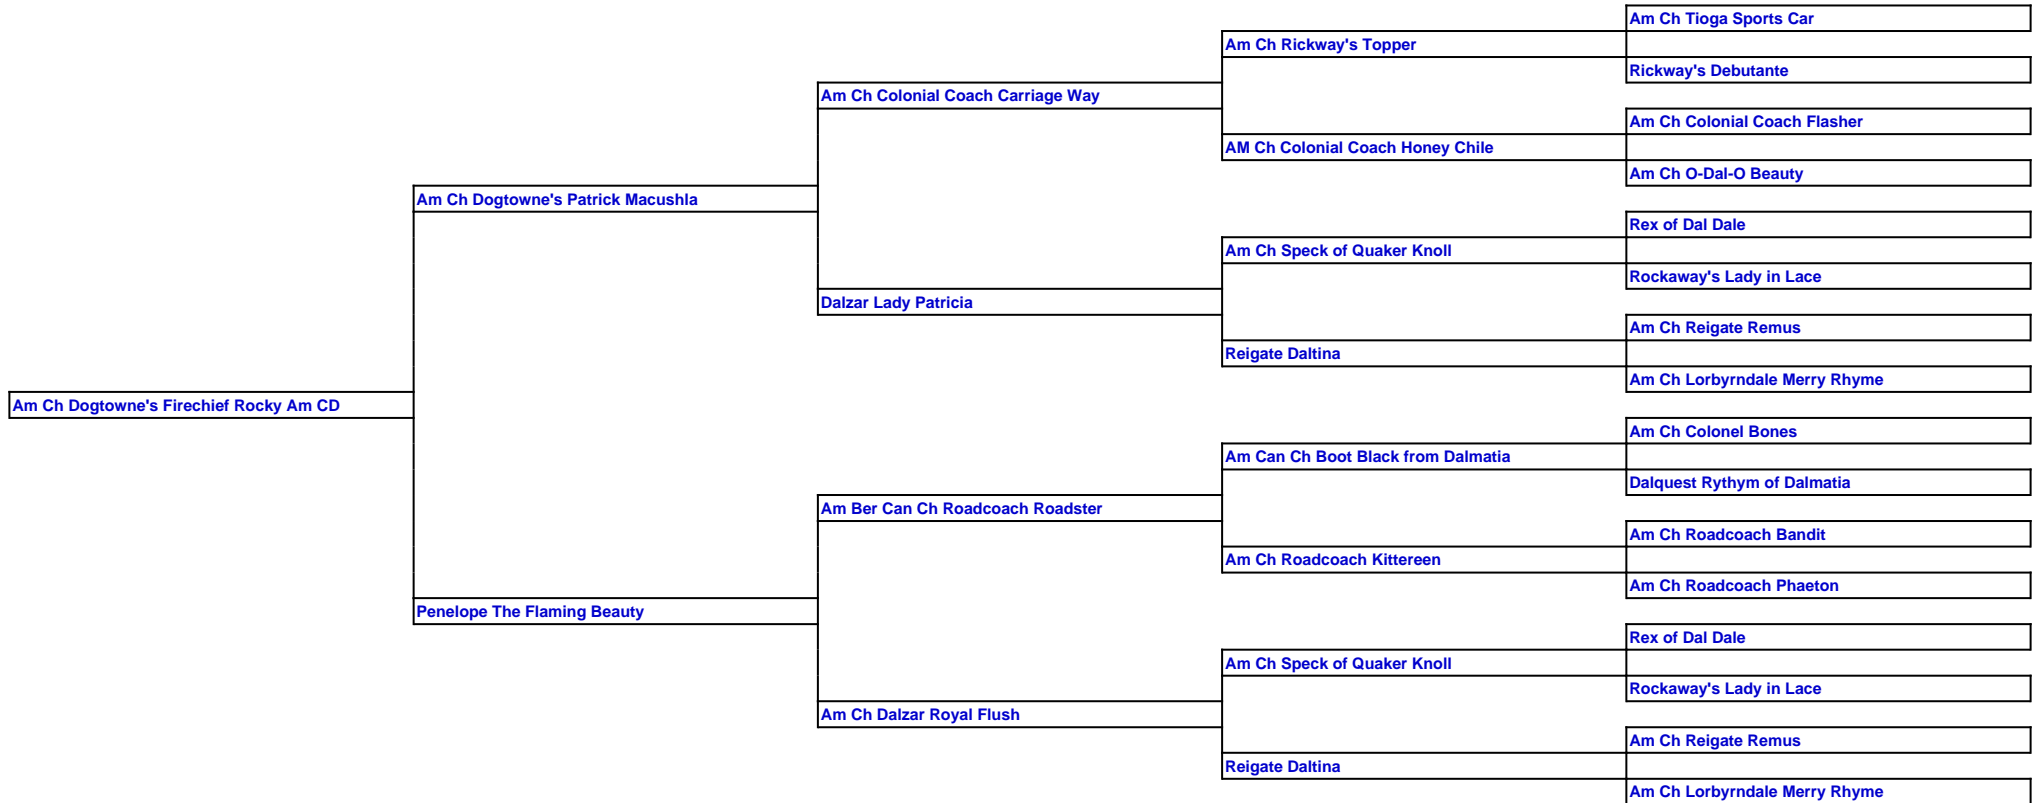 Am Ch Tioga Sports Car
Am Ch Rickway's Topper
Rickway's Debutante
Am Ch Colonial Coach Carriage Way
Am Ch Colonial Coach Flasher
AM Ch Colonial Coach Honey Chile
Am Ch O-Dal-O Beauty
Am Ch Dogtowne's Patrick Macushla
Rex of Dal Dale
Am Ch Speck of Quaker Knoll
Rockaway's Lady in Lace
Dalzar Lady Patricia
Am Ch Reigate Remus
Reigate Daltina
Am Ch Lorbyrndale Merry Rhyme
Am Ch Dogtowne's Firechief Rocky Am CD
Am Ch Colonel Bones
Am Can Ch Boot Black from Dalmatia
Dalquest Rythym of Dalmatia
Am Ber Can Ch Roadcoach Roadster
Am Ch Roadcoach Bandit
Am Ch Roadcoach Kittereen
Am Ch Roadcoach Phaeton
Penelope The Flaming Beauty
Rex of Dal Dale
Am Ch Speck of Quaker Knoll
Rockaway's Lady in Lace
Am Ch Dalzar Royal Flush
Am Ch Reigate Remus
Reigate Daltina
Am Ch Lorbyrndale Merry Rhyme